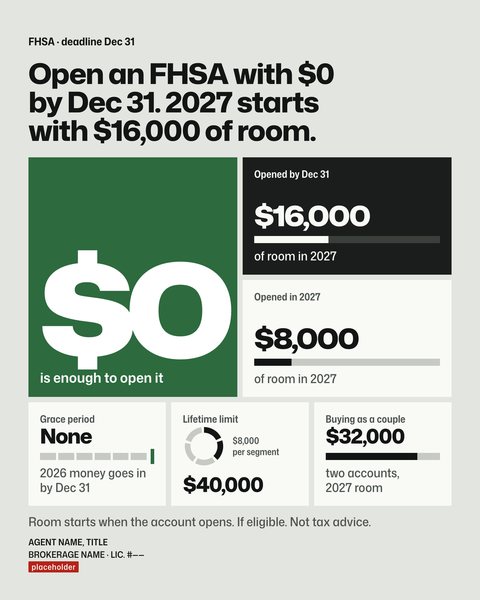 FHSA · deadline Dec 31
Open an FHSA with $0
by Dec 31. 2027 starts
with $16,000 of room.
$0
is enough to open it
Opened by Dec 31
$16,000
of room in 2027
Opened in 2027
$8,000
of room in 2027
Grace period
None
2026 money goes in
by Dec 31
Lifetime limit
$8,000
per segment
$40,000
Buying as a couple
$32,000
two accounts,
2027 room
Room starts when the account opens. If eligible. Not tax advice.
AGENT NAME, TITLE
BROKERAGE NAME · LIC. #——
placeholder